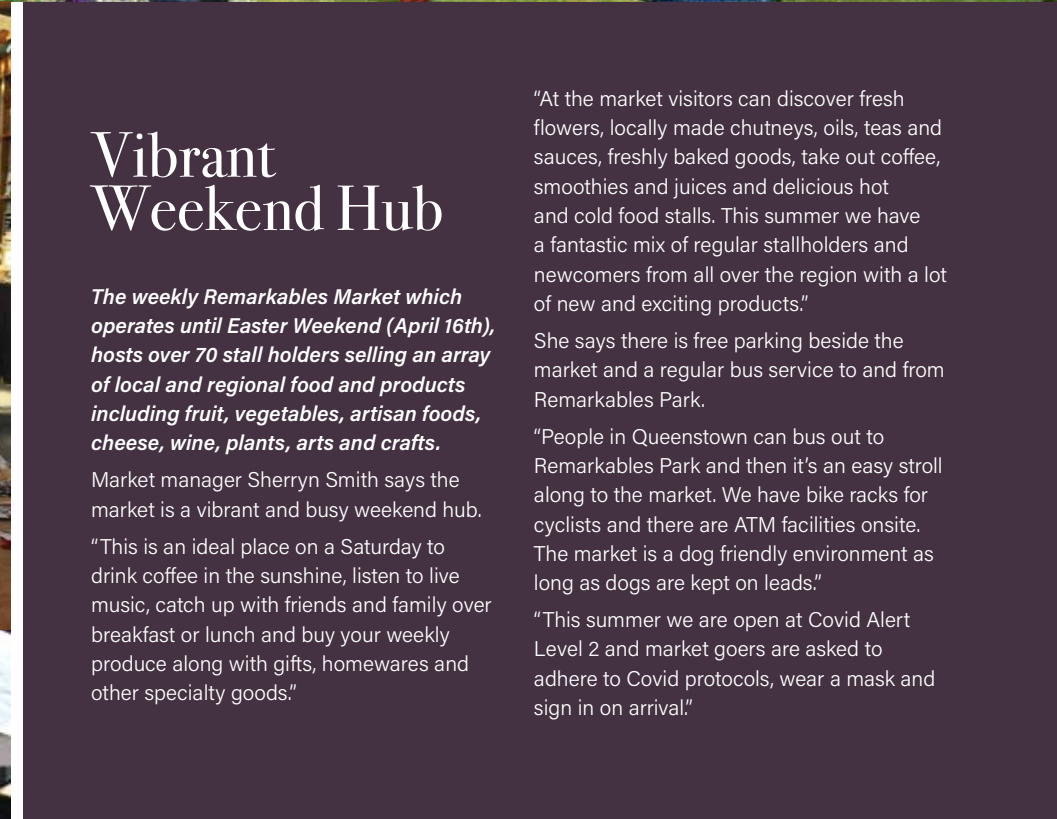 Vibrant
Weekend Hub
The weekly Remarkables Market which
operates until Easter Weekend (April 16th),
hosts over 70 stall holders selling an array
of local and regional food and products
including fruit, vegetables, artisan foods,
cheese, wine, plants, arts and crafts.
Market manager Sherryn Smith says the
market is a vibrant and busy weekend hub.
“This is an ideal place on a Saturday to
drink coffee in the sunshine, listen to live
music, catch up with friends and family over
breakfast or lunch and buy your weekly
produce along with gifts, homewares and
other specialty goods.”
“At the market visitors can discover fresh
flowers, locally made chutneys, oils, teas and
sauces, freshly baked goods, take out coffee,
smoothies and juices and delicious hot
and cold food stalls. This summer we have
a fantastic mix of regular stallholders and
newcomers from all over the region with a lot
of new and exciting products.”
She says there is free parking beside the
market and a regular bus service to and from
Remarkables Park.
“People in Queenstown can bus out to
Remarkables Park and then it’s an easy stroll
along to the market. We have bike racks for
cyclists and there are ATM facilities onsite.
The market is a dog friendly environment as
long as dogs are kept on leads.”
“This summer we are open at Covid Alert
Level 2 and market goers are asked to
adhere to Covid protocols, wear a mask and
sign in on arrival.”